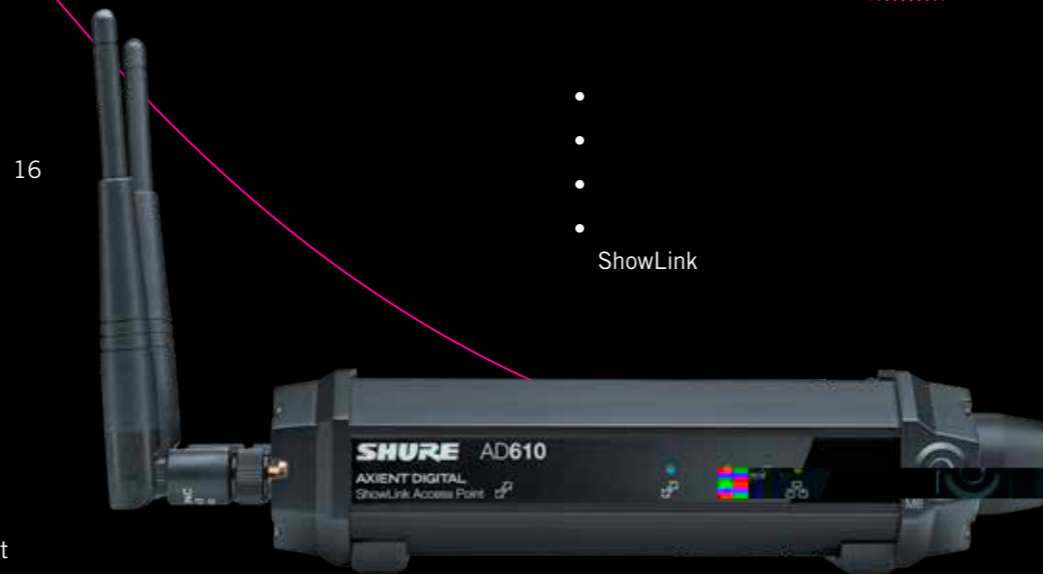 16
•
•
•
•
ShowLink
SHURE AD610
AXIENT DIGITAL
ShowLink Access Point
t